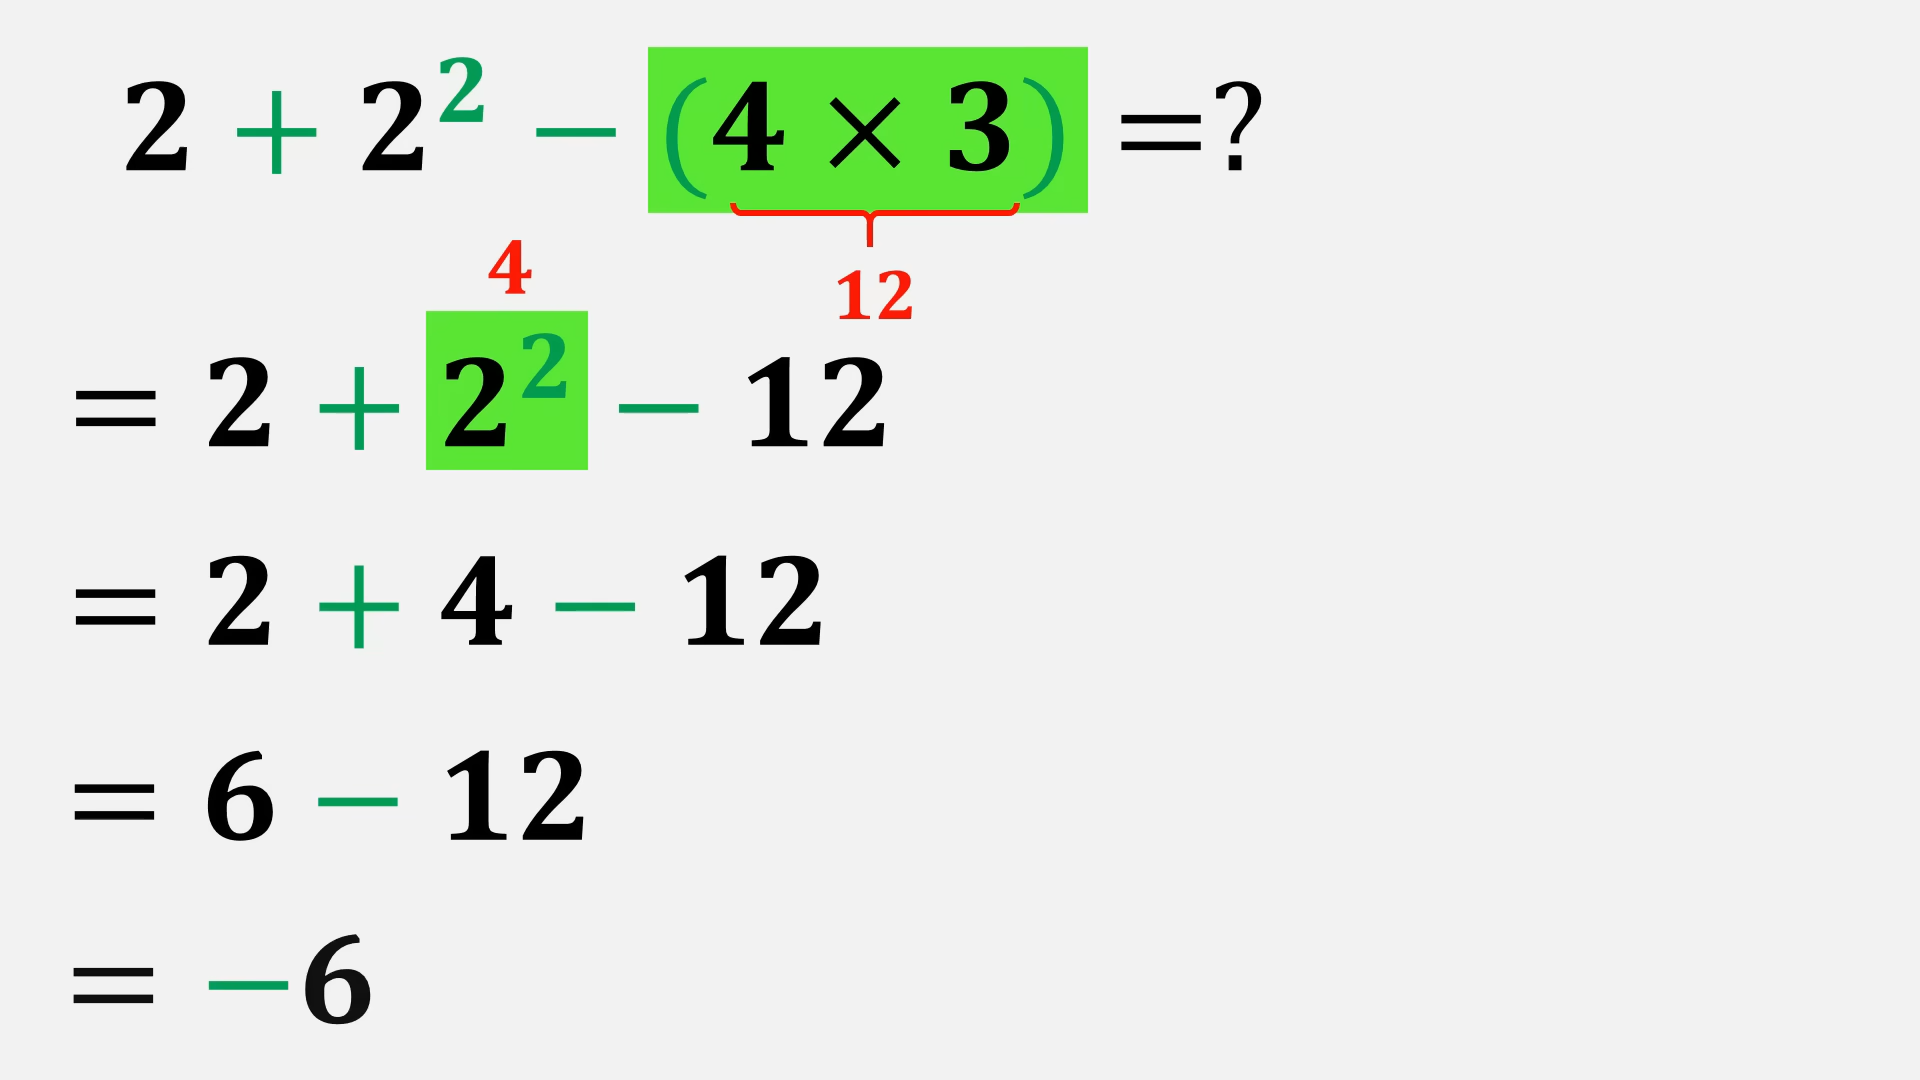 2 + 2² − (4 × 3) =?
4
12
= 2 + 2² − 12
= 2 + 4 − 12
= 6 − 12
= −6